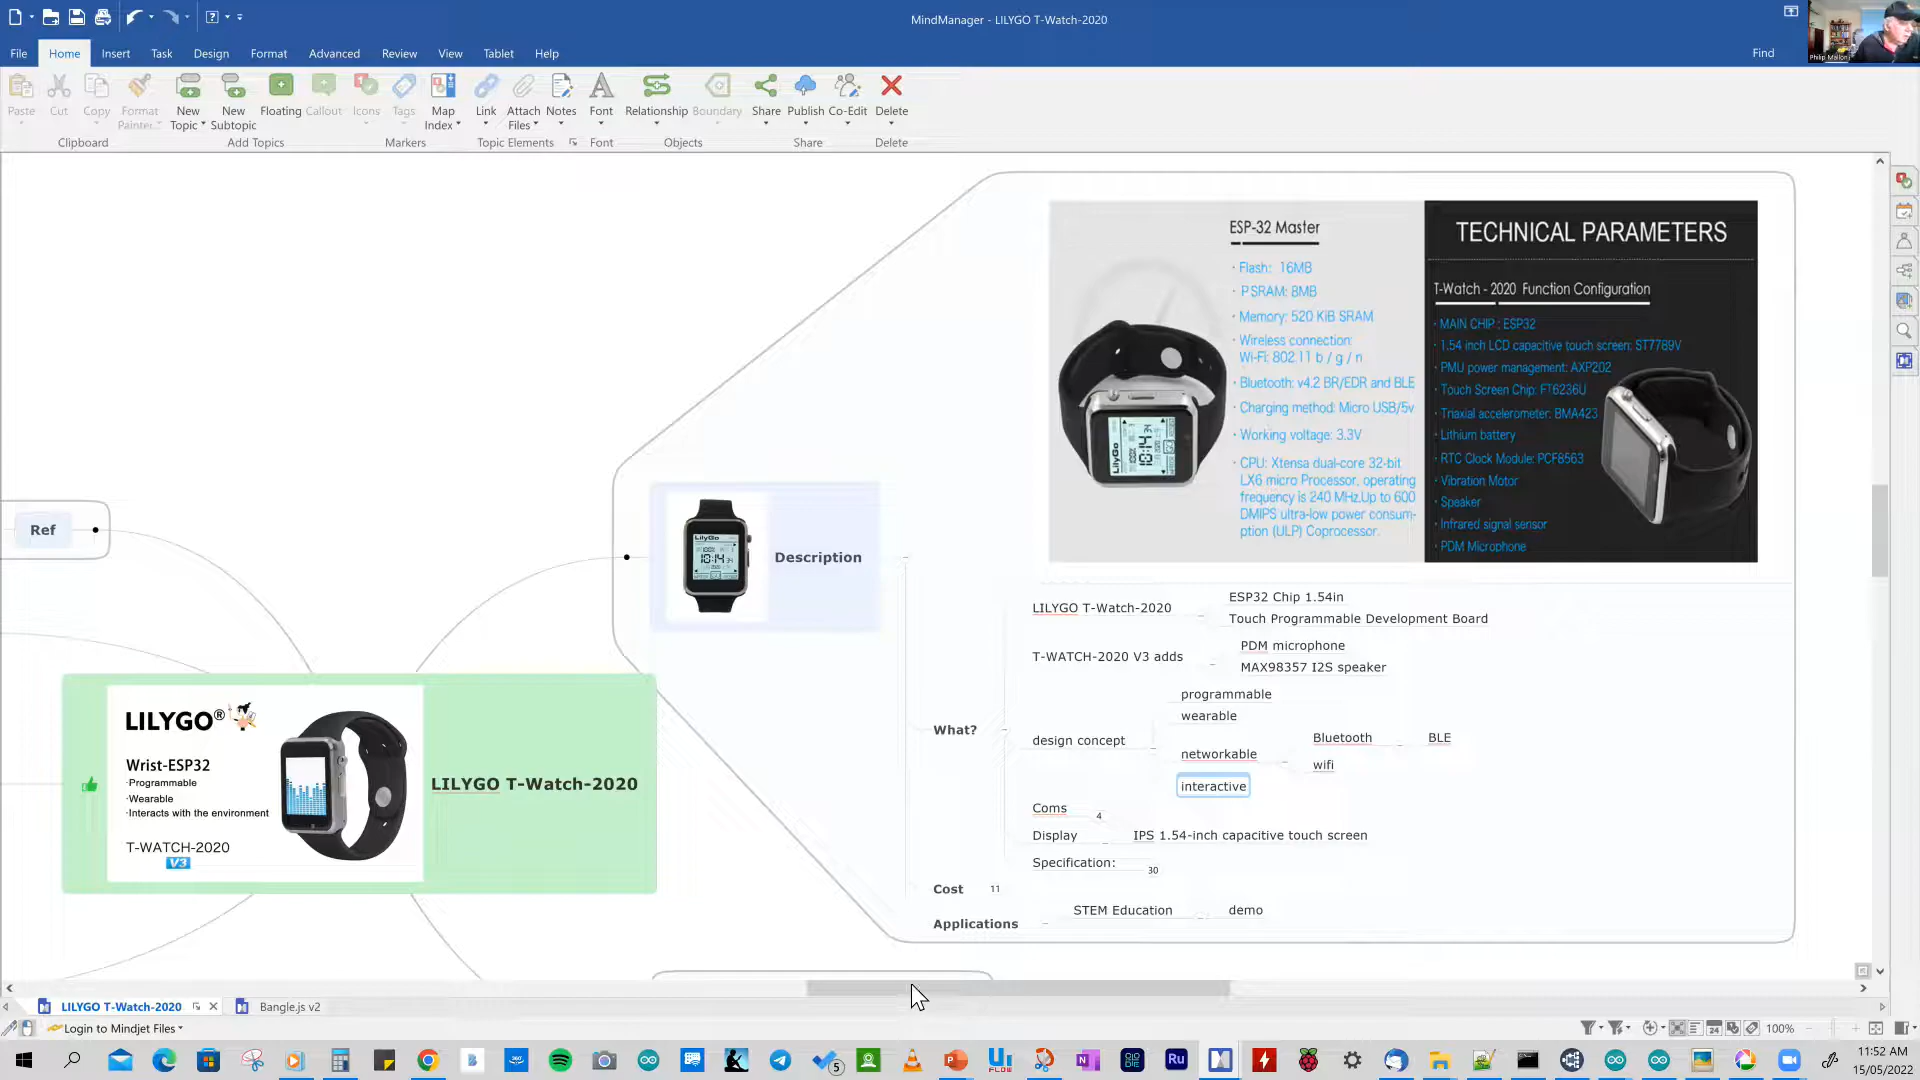 MindManager - LILYGO T-Watch-2020
File Home Insert Task Design Format Advanced Review View Tablet Help
Find
Philip Mallon
Paste
Cut
Copy
Format Painter
New Topic
New Subtopic
Floating
Callout
Icons
Tags
Map Index
Link
Attach Files
Notes
Font
Relationship
Boundary
Share
Publish
Co-Edit
Delete
Clipboard
Add Topics
Markers
Topic Elements
Font
Objects
Share
Delete
ESP-32 Master
· Flash: 16MB
· PSRAM: 8MB
· Memory: 520 KiB SRAM
· Wireless connection:
Wi-Fi: 802.11 b / g / n
· Bluetooth: v4.2 BR/EDR and BLE
· Charging method: Micro USB/5v
· Working voltage: 3.3V
· CPU: Xtensa dual-core 32-bit
LX6 micro Processor, operating
frequency is 240 MHz,Up to 600
DMIPS ultra-low power consum-
ption (ULP) Coprocessor.
TECHNICAL PARAMETERS
T-Watch - 2020 Function Configuration
· MAIN CHIP : ESP32
· 1.54 inch LCD capacitive touch screen: ST7789V
· PMU power management: AXP202
· Touch Screen Chip: FT6236U
· Triaxial accelerometer: BMA423
· Lithium battery
· RTC Clock Module: PCF8563
· Vibration Motor
· Speaker
· Infrared signal sensor
· PDM Microphone
LilyGo
10:14
LilyGo
10:14
Ref
Description
LILYGO®
Wrist-ESP32
·Programmable
·Wearable
·Interacts with the environment
T-WATCH-2020
V3
LILYGO T-Watch-2020
What?
LILYGO T-Watch-2020
ESP32 Chip 1.54in
Touch Programmable Development Board
T-WATCH-2020 V3 adds
PDM microphone
MAX98357 I2S speaker
design concept
programmable
wearable
networkable
Bluetooth
BLE
wifi
interactive
Coms 4
Display
IPS 1.54-inch capacitive touch screen
Specification: 30
Cost 11
Applications
STEM Education
demo
LILYGO T-Watch-2020
Bangle.js v2
Login to Mindjet Files
100%
5
Ru
11:52 AM
15/05/2022